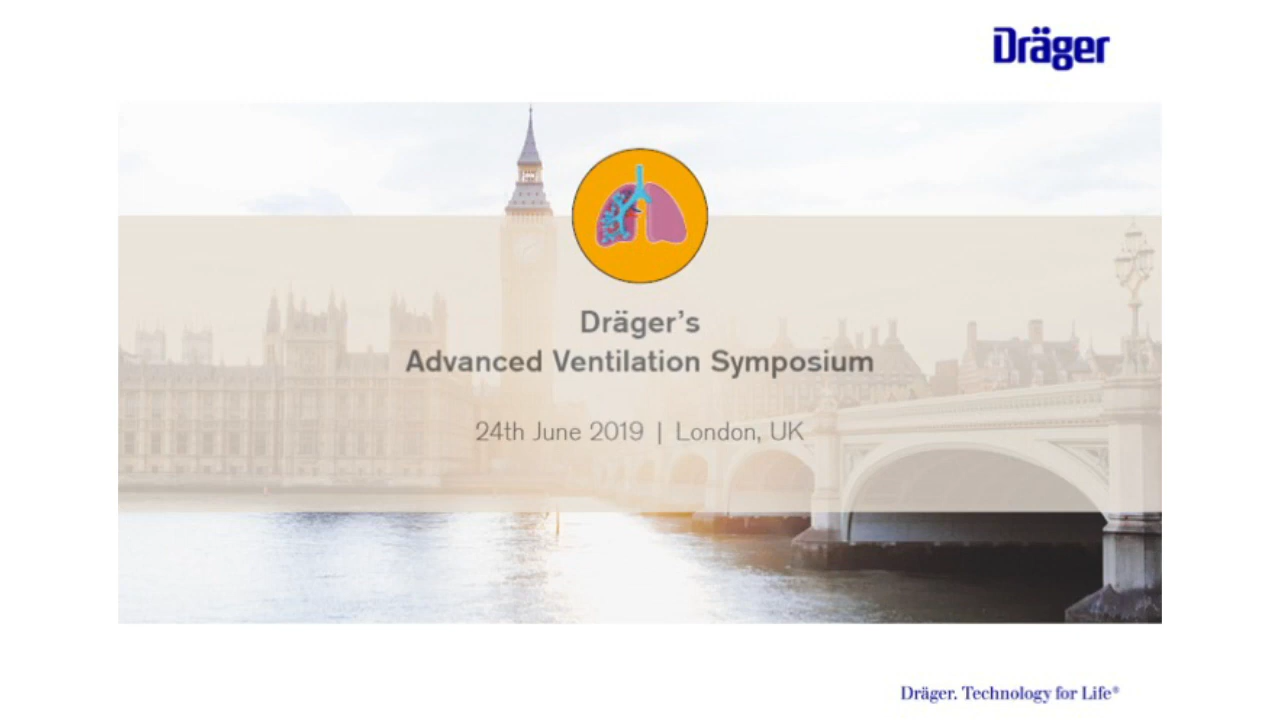 Dräger
Dräger's
Advanced Ventilation Symposium
24th June 2019 | London, UK
Dräger. Technology for Life®